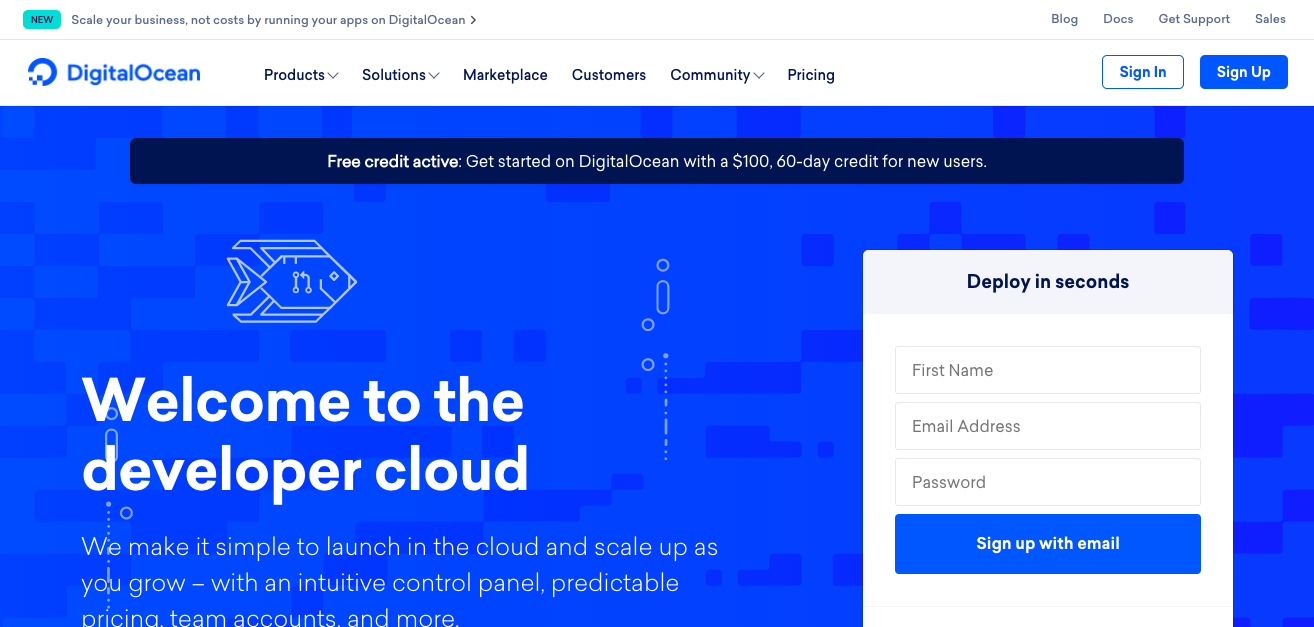 NEW Scale your business, not costs by running your apps on DigitalOcean
Blog Docs Get Support Sales
DigitalOcean Products Solutions Marketplace Customers Community Pricing Sign In Sign Up
Free credit active: Get started on DigitalOcean with a $100, 60-day credit for new users.
Welcome to the
developer cloud
We make it simple to launch in the cloud and scale up as
you grow – with an intuitive control panel, predictable
pricing, team accounts, and more.
Deploy in seconds
First Name
Email Address
Password
Sign up with email